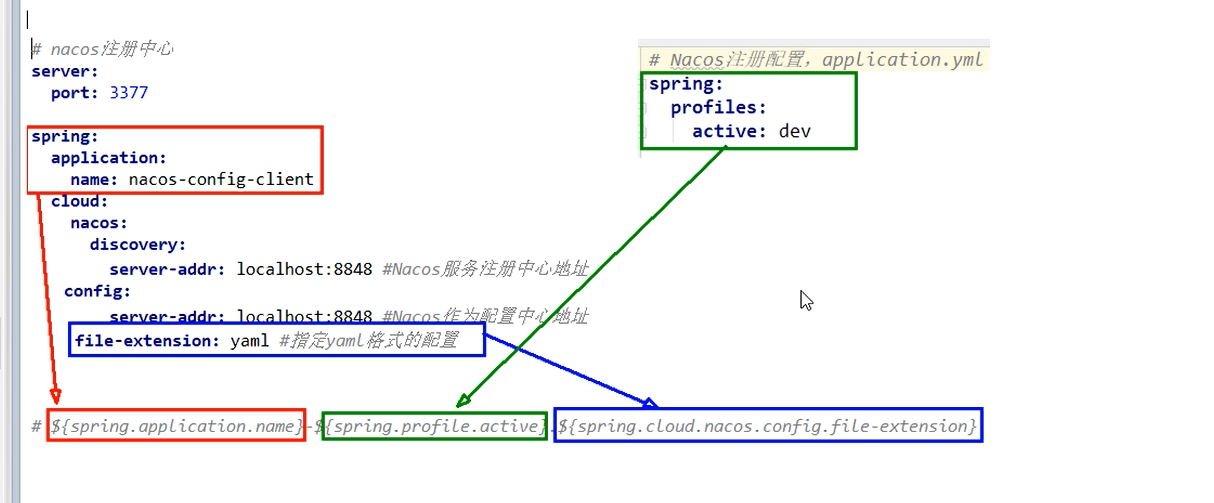 # nacos注册中心
server:
port: 3377
spring:
application:
name: nacos-config-client
cloud:
nacos:
discovery:
server-addr: localhost:8848 #Nacos服务注册中心地址
config:
server-addr: localhost:8848 #Nacos作为配置中心地址
file-extension: yaml #指定yaml格式的配置
# Nacos注册配置，application.yml
spring:
profiles:
active: dev
# ${spring.application.name}-${spring.profile.active}.${spring.cloud.nacos.config.file-extension}